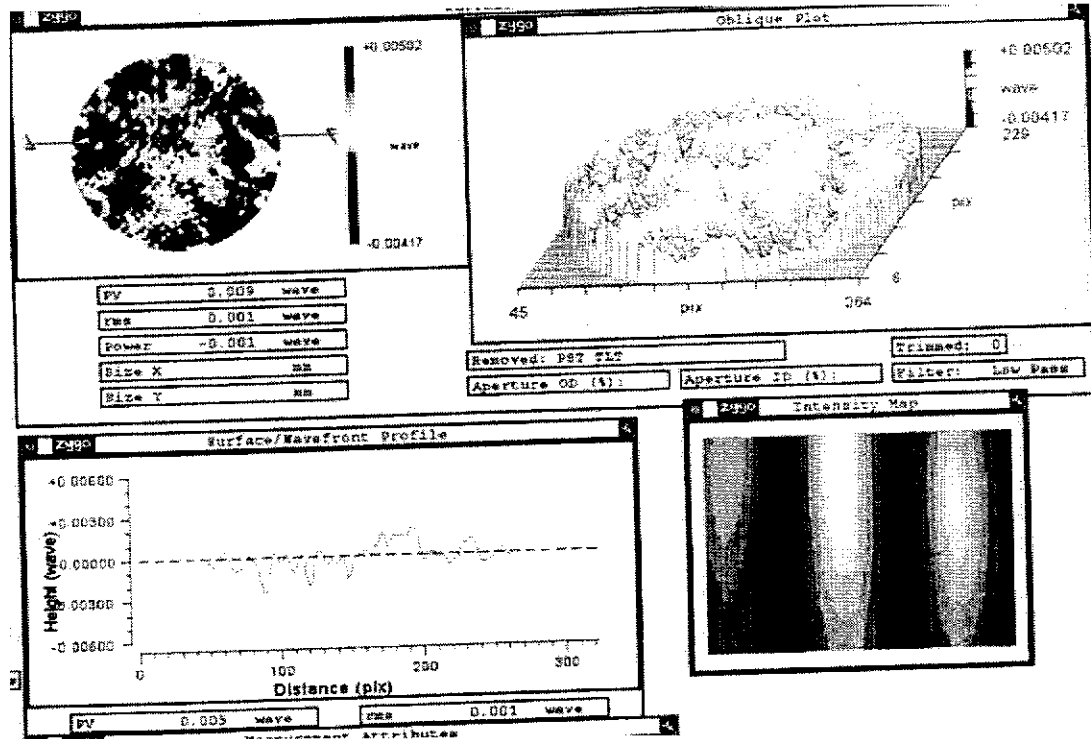 zygo
+0.00502
wave
-0.00417
PV 0.009 wave
rms 0.001 wave
Power -0.001 wave
Size X mm
Size Y mm
zygo Oblique Plot
+0.00502
wave
-0.00417
229
pix
6
45 pix 264
Removed: PST TLT
Trimmed: 0
Aperture OD (%):
Aperture ID (%):
Filter: Low Pass
zygo Surface/Wavefront Profile
+0.00600
+0.00300
-0.00000
-0.00300
-0.00600
Height (wave)
0 100 200 300
Distance (pix)
PV 0.005 wave
rms 0.001 wave
Measurement Attributes
zygo Intensity Map